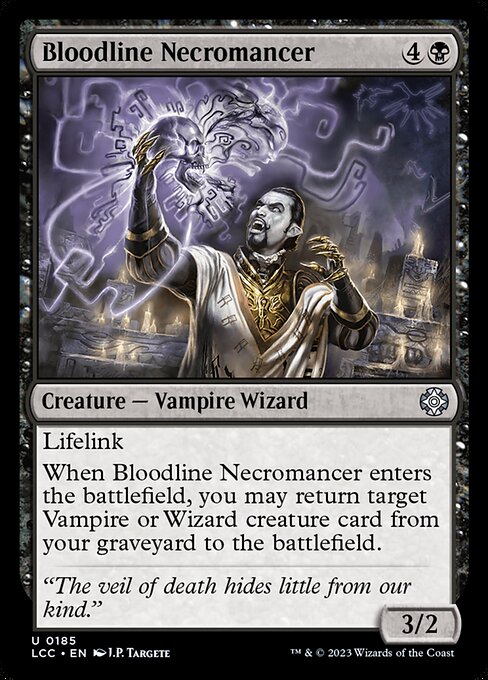 Bloodline Necromancer 4
Creature — Vampire Wizard
Lifelink
When Bloodline Necromancer enters
the battlefield, you may return target
Vampire or Wizard creature card from
your graveyard to the battlefield.
“The veil of death hides little from our
kind.”
3/2
U 0185
LCC • EN J.P. Targete
™ & © 2023 Wizards of the Coast